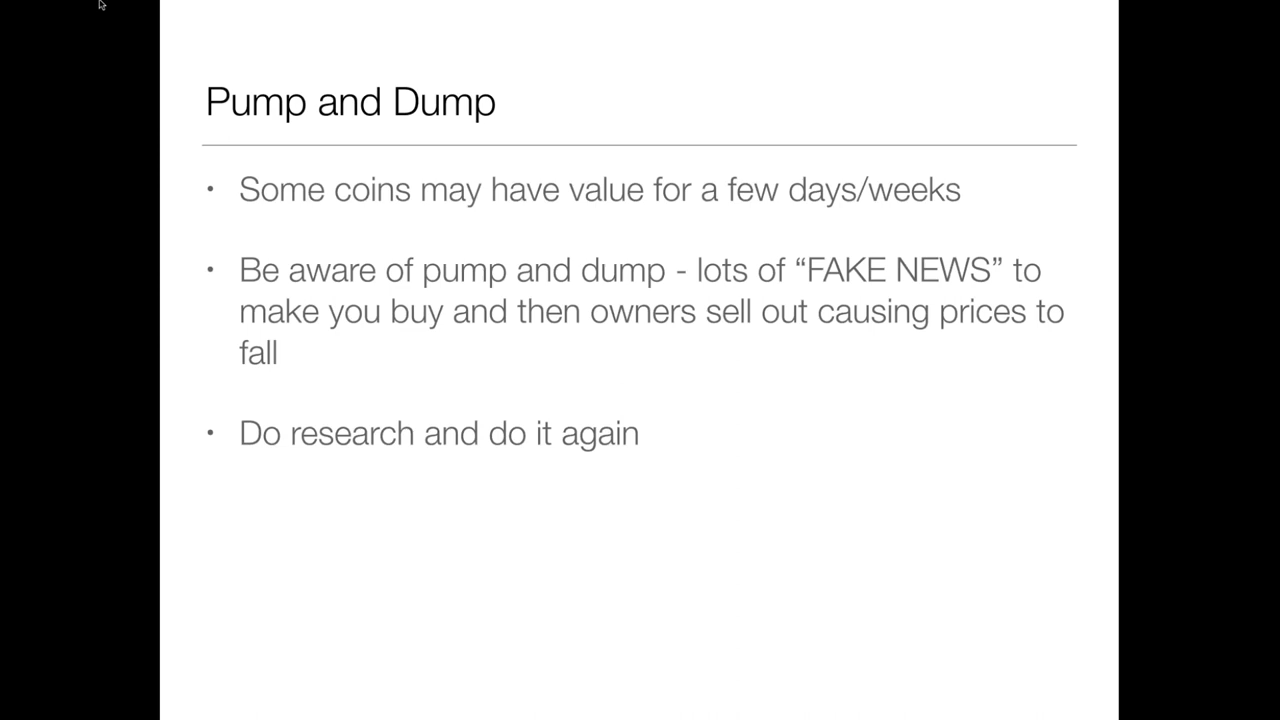 Pump and Dump
• Some coins may have value for a few days/weeks
• Be aware of pump and dump - lots of “FAKE NEWS” to
make you buy and then owners sell out causing prices to
fall
• Do research and do it again